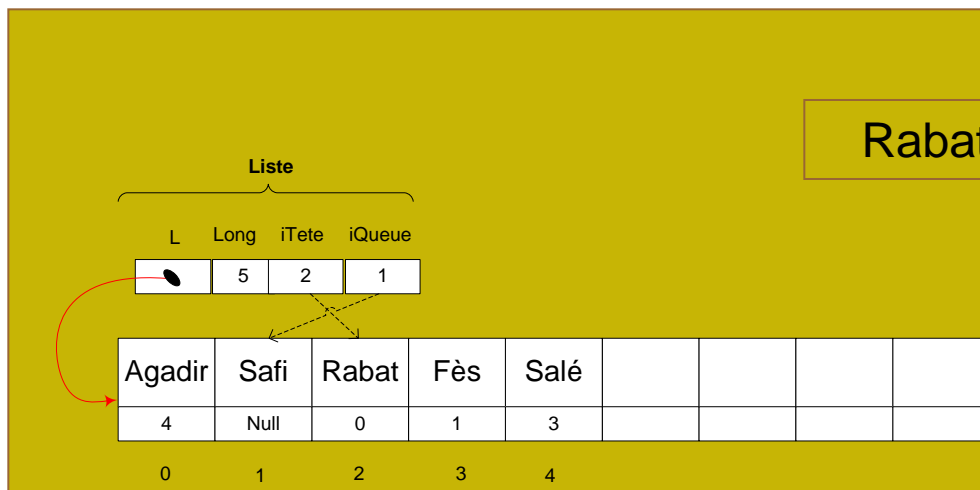 Rabat
Liste
L Long iTete iQueue
5 2 1
Agadir Safi Rabat Fès Salé
4 Null 0 1 3
0 1 2 3 4